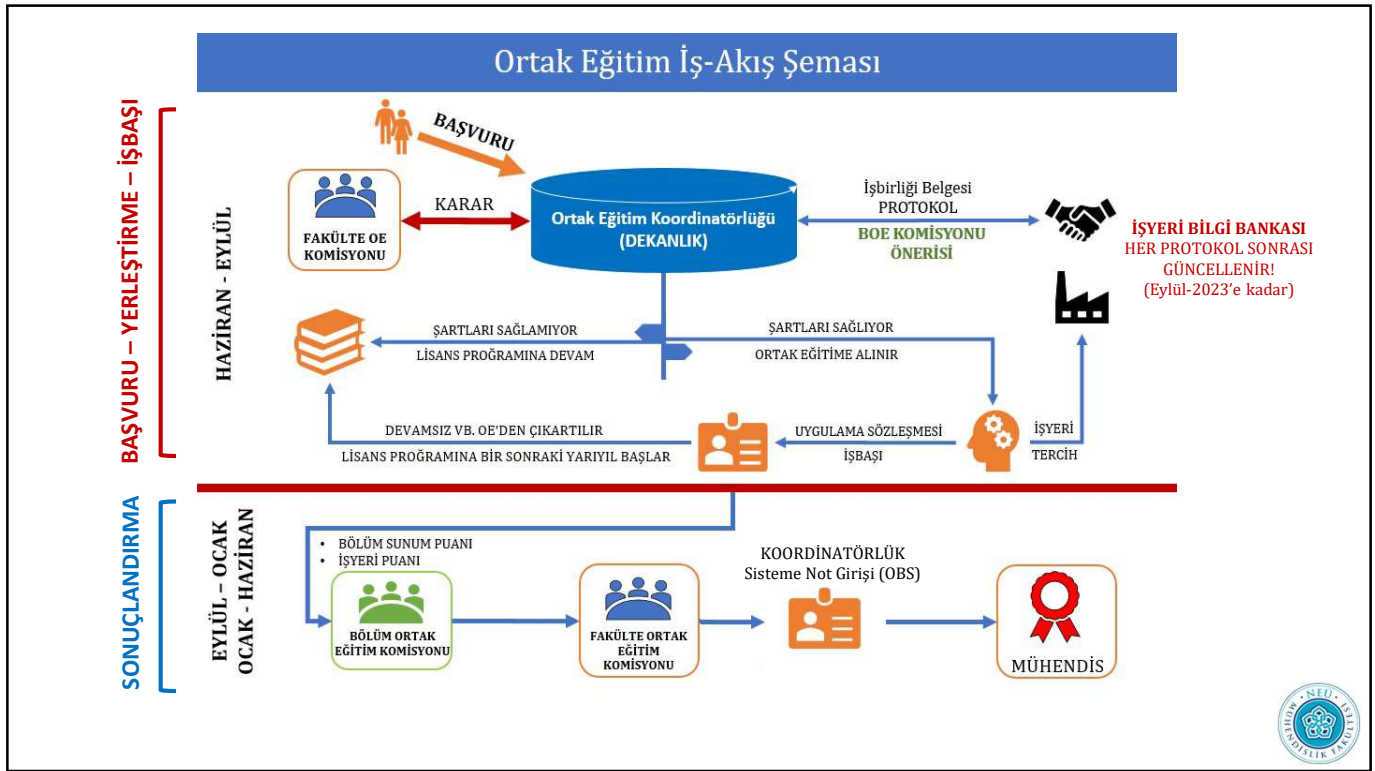 Ortak Eğitim İş-Akış Şeması
BAŞVURU – YERLEŞTİRME – İŞBAŞI
HAZİRAN - EYLÜL
BAŞVURU
FAKÜLTE OE
KOMİSYONU
KARAR
Ortak Eğitim Koordinatörlüğü
(DEKANLIK)
İşbirliği Belgesi
PROTOKOL
BOE KOMİSYONU
ÖNERİSİ
İŞYERİ BİLGİ BANKASI
HER PROTOKOL SONRASI
GÜNCELLENİR!
(Eylül-2023'e kadar)
ŞARTLARI SAĞLAMIYOR
LİSANS PROĞRAMINA DEVAM
ŞARTLARI SAĞLIYOR
ORTAK EĞİTİME ALINIR
DEVAMSIZ VB. OE'DEN ÇIKARTILIR
LİSANS PROĞRAMINA BİR SONRAKİ YARIYIL BAŞLAR
UYGULAMA SÖZLEŞMESİ
İŞBAŞI
İŞYERİ
TERCİH
SONUÇLANDIRMA
EYLÜL – OCAK
OCAK - HAZİRAN
• BÖLÜM SUNUM PUANI
• İŞYERİ PUANI
BÖLÜM ORTAK
EĞİTİM KOMİSYONU
FAKÜLTE ORTAK
EĞİTİM
KOMİSYONU
KOORDİNATÖRLÜK
Sisteme Not Girişi (OBS)
MÜHENDİS
NEÜ
MÜHENDİSLİK FAKÜLTESİ